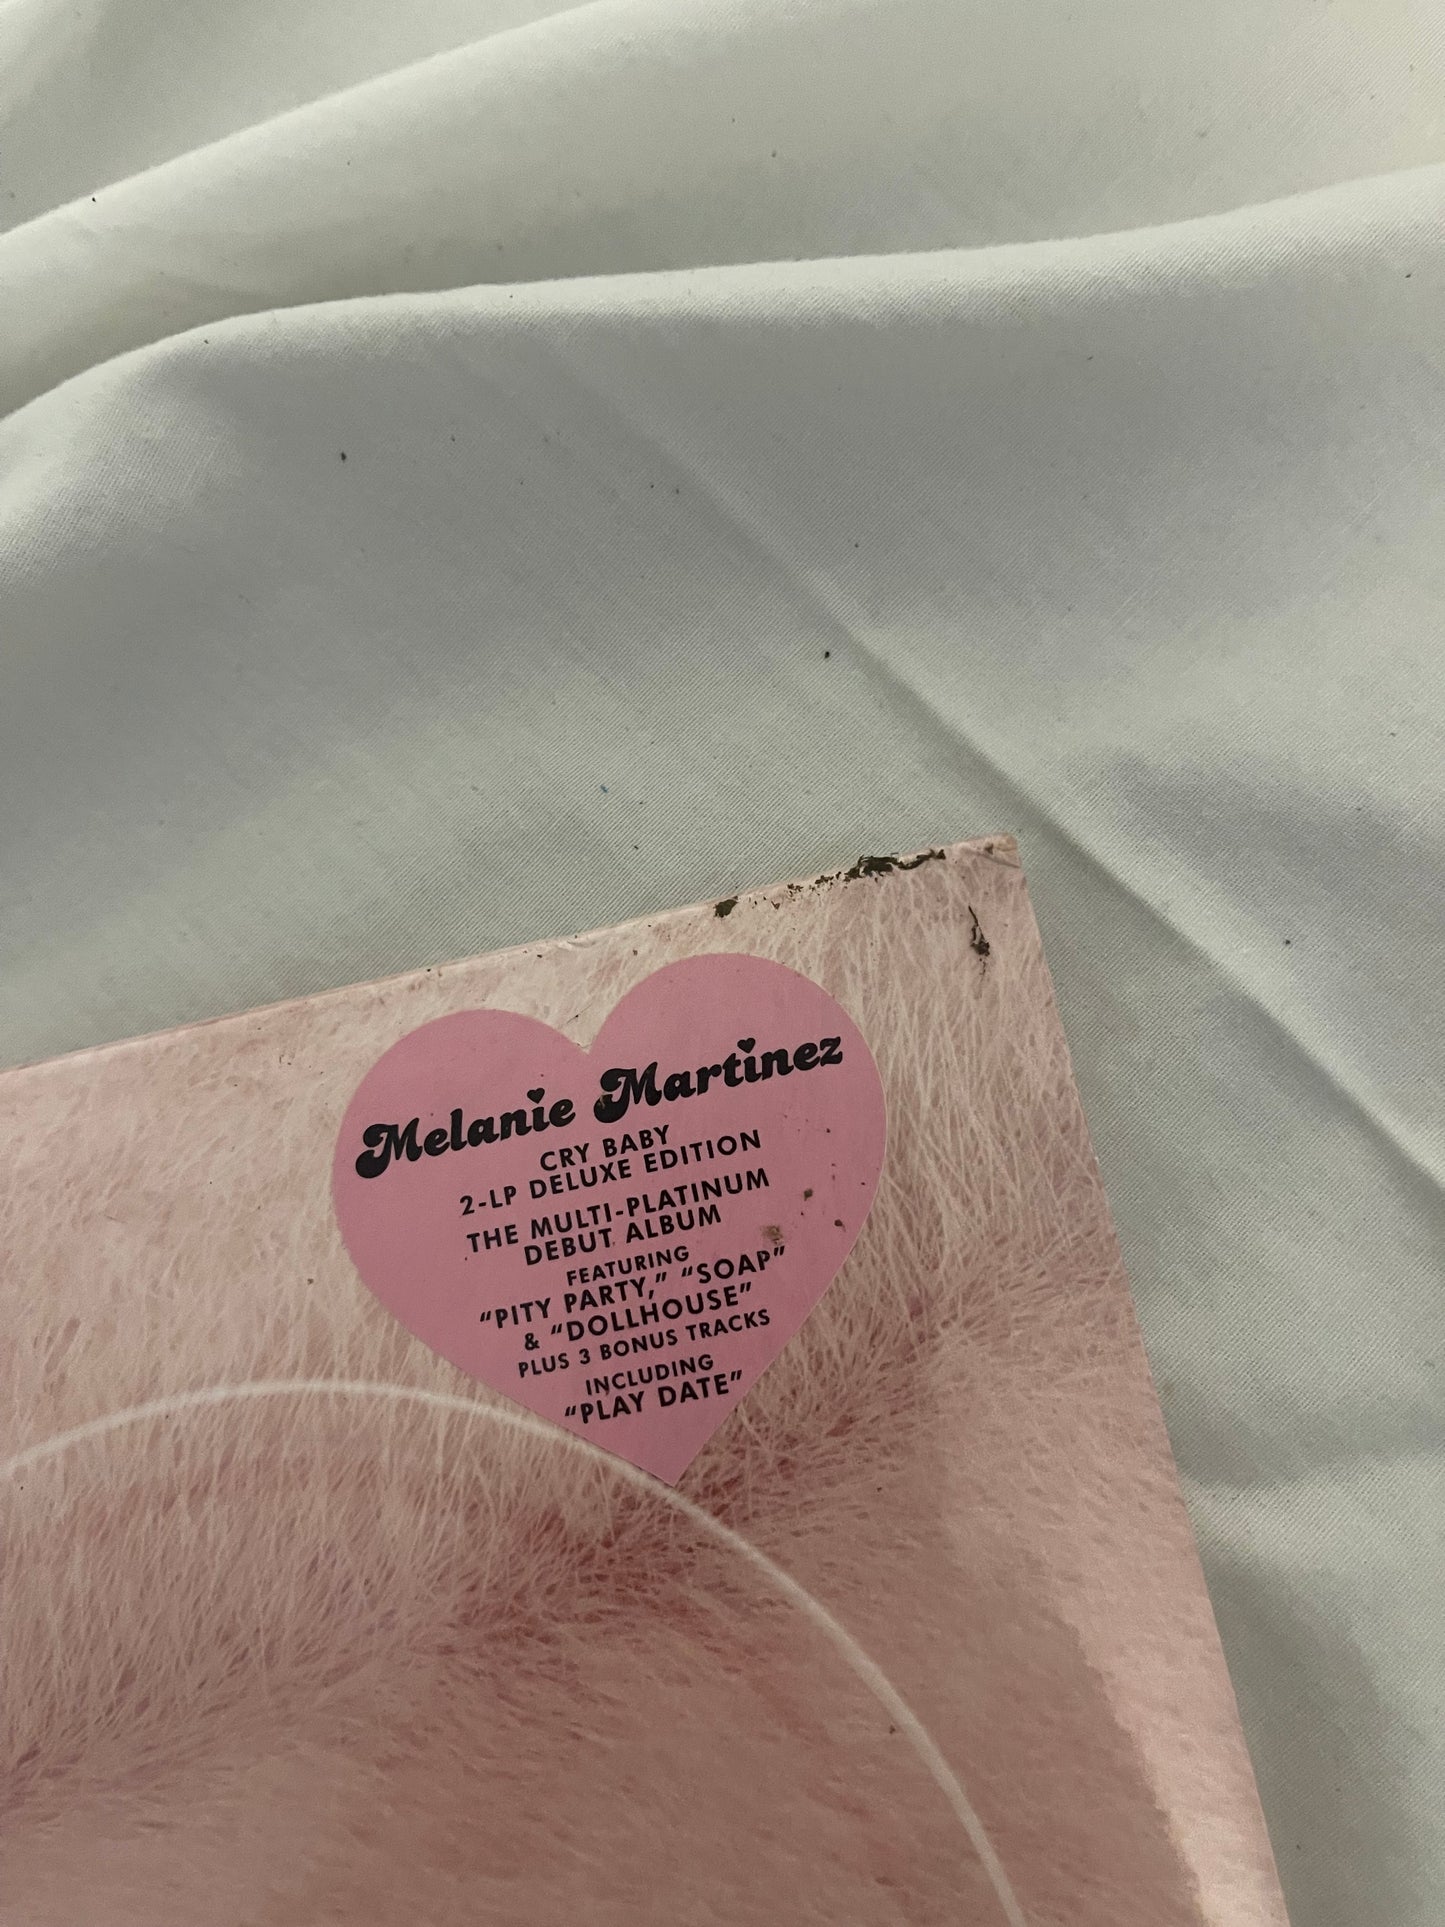 Melanie Martinez
CRY BABY
2-LP DELUXE EDITION
THE MULTI-PLATINUM
DEBUT ALBUM
FEATURING
“PITY PARTY,” “SOAP”
& “DOLLHOUSE”
PLUS 3 BONUS TRACKS
INCLUDING
“PLAY DATE”